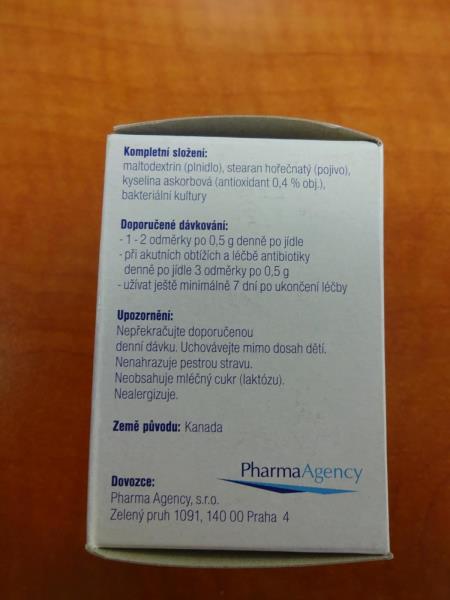 Kompletní složení:
maltodextrin (plnidlo), stearan hořečnatý (pojivo),
kyselina askorbová (antioxidant 0,4 % obj.),
bakteriální kultury
Doporučené dávkování:
- 1 - 2 odměrky po 0,5 g denně po jídle
- při akutních obtížích a léčbě antibiotiky
denně po jídle 3 odměrky po 0,5 g
- užívat ještě minimálně 7 dní po ukončení léčby
Upozornění:
Nepřekračujte doporučenou
denní dávku. Uchovávejte mimo dosah dětí.
Nenahrazuje pestrou stravu.
Neobsahuje mléčný cukr (laktózu).
Nealergizuje.
Země původu: Kanada
PharmaAgency
Dovozce:
Pharma Agency, s.r.o.
Zelený pruh 1091, 140 00 Praha 4